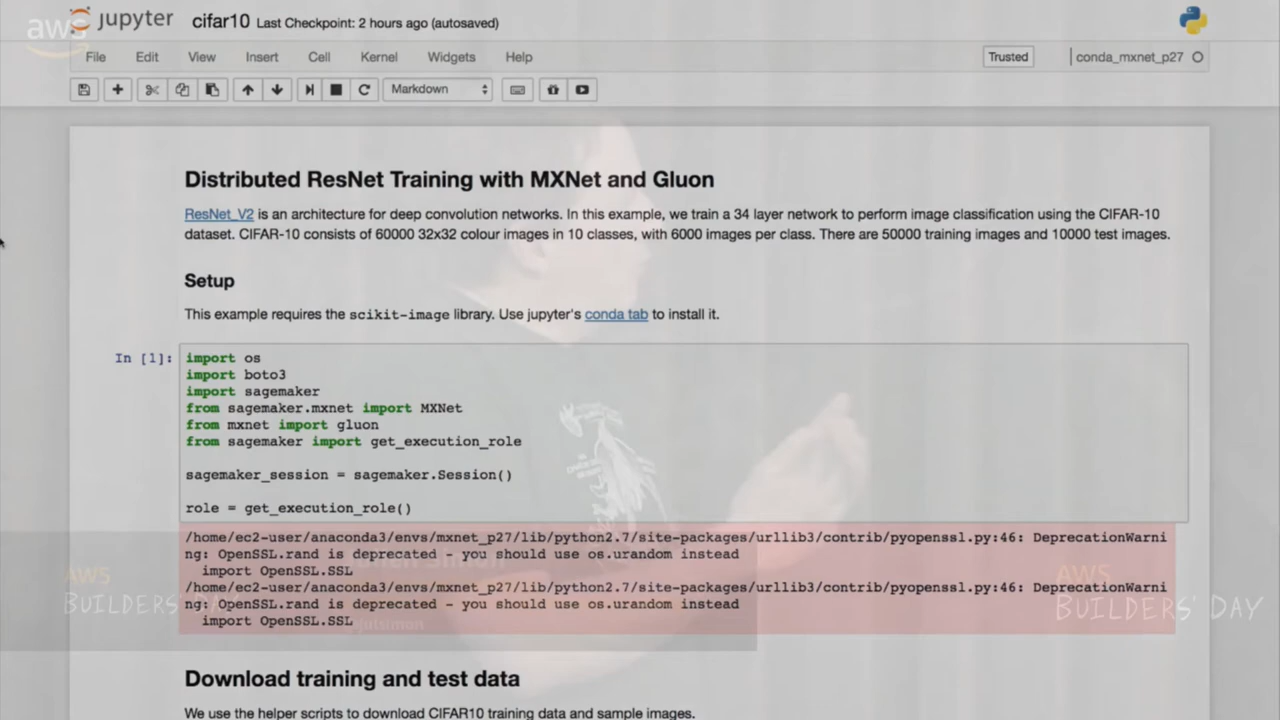 aws
jupyter cifar10 Last Checkpoint: 2 hours ago (autosaved)
File Edit View Insert Cell Kernel Widgets Help Trusted conda_mxnet_p27
Markdown
Distributed ResNet Training with MXNet and Gluon
ResNet_V2 is an architecture for deep convolution networks. In this example, we train a 34 layer network to perform image classification using the CIFAR-10
dataset. CIFAR-10 consists of 60000 32x32 colour images in 10 classes, with 6000 images per class. There are 50000 training images and 10000 test images.
Setup
This example requires the scikit-image library. Use jupyter's conda tab to install it.
In [1]:
import os
import boto3
import sagemaker
from sagemaker.mxnet import MXNet
from mxnet import gluon
from sagemaker import get_execution_role
sagemaker_session = sagemaker.Session()
role = get_execution_role()
/home/ec2-user/anaconda3/envs/mxnet_p27/lib/python2.7/site-packages/urllib3/contrib/pyopenssl.py:46: DeprecationWarni
ng: OpenSSL.rand is deprecated - you should use os.urandom instead
import OpenSSL.SSL
/home/ec2-user/anaconda3/envs/mxnet_p27/lib/python2.7/site-packages/urllib3/contrib/pyopenssl.py:46: DeprecationWarni
ng: OpenSSL.rand is deprecated - you should use os.urandom instead
import OpenSSL.SSL
AWS
BUILDERS' DAY
Simon
AWS
BUILDERS' DAY
Download training and test data
We use the helper scripts to download CIFAR10 training data and sample images.